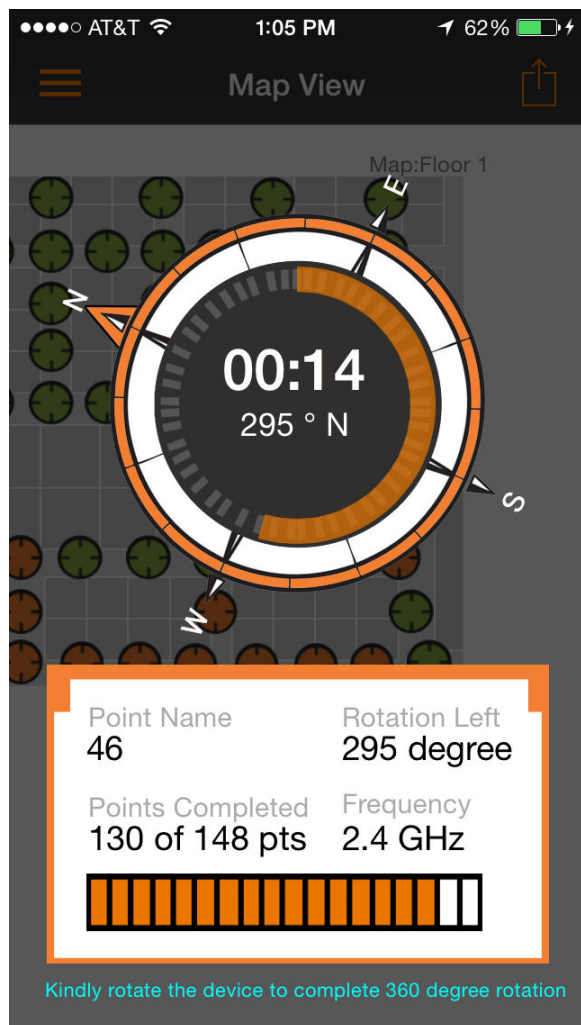 AT&T 1:05 PM 62%
Map View
Map:Floor 1
E
N
00:14
295 ° N
S
W
Point Name Rotation Left
46 295 degree
Points Completed Frequency
130 of 148 pts 2.4 GHz
Kindly rotate the device to complete 360 degree rotation